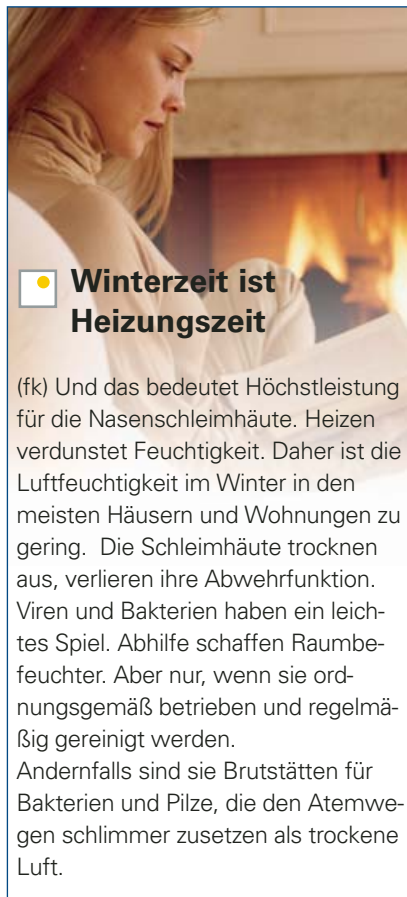 Winterzeit ist
Heizungszeit
(fk) Und das bedeutet Höchstleistung
für die Nasenschleimhäute. Heizen
verdunstet Feuchtigkeit. Daher ist die
Luftfeuchtigkeit im Winter in den
meisten Häusern und Wohnungen zu
gering. Die Schleimhäute trocknen
aus, verlieren ihre Abwehrfunktion.
Viren und Bakterien haben ein leich-
tes Spiel. Abhilfe schaffen Raumbe-
feuchter. Aber nur, wenn sie ord-
nungsgemäß betrieben und regelmä-
ßig gereinigt werden.
Andernfalls sind sie Brutstätten für
Bakterien und Pilze, die den Atemwe-
gen schlimmer zusetzen als trockene
Luft.